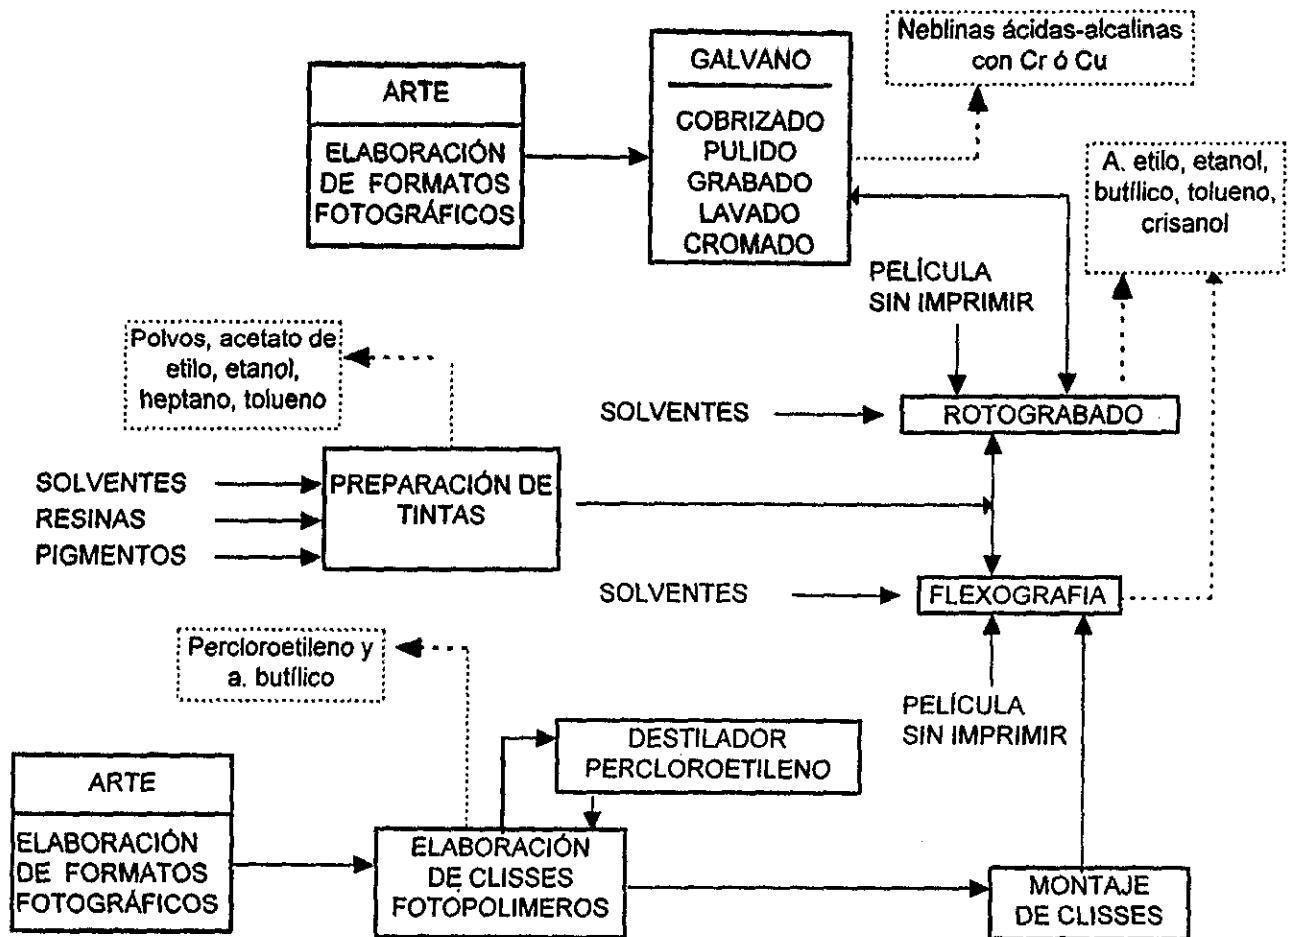 Neblinas ácidas-alcalinas
con Cr ó Cu
GALVANO
COBRIZADO
PULIDO
GRABADO
LAVADO
CROMADO
ARTE
ELABORACIÓN
DE FORMATOS
FOTOGRÁFICOS
A. etilo, etanol,
butílico, tolueno,
crisanol
PELÍCULA
SIN IMPRIMIR
Polvos, acetato de
etilo, etanol,
heptano, tolueno
SOLVENTES
ROTOGRABADO
SOLVENTES
RESINAS
PIGMENTOS
PREPARACIÓN DE
TINTAS
SOLVENTES
FLEXOGRAFIA
Percloroetileno y
a. butílico
PELÍCULA
SIN IMPRIMIR
DESTILADOR
PERCLOROETILENO
ARTE
ELABORACIÓN
DE FORMATOS
FOTOGRÁFICOS
ELABORACIÓN
DE CLISSES
FOTOPOLIMEROS
MONTAJE
DE CLISSES